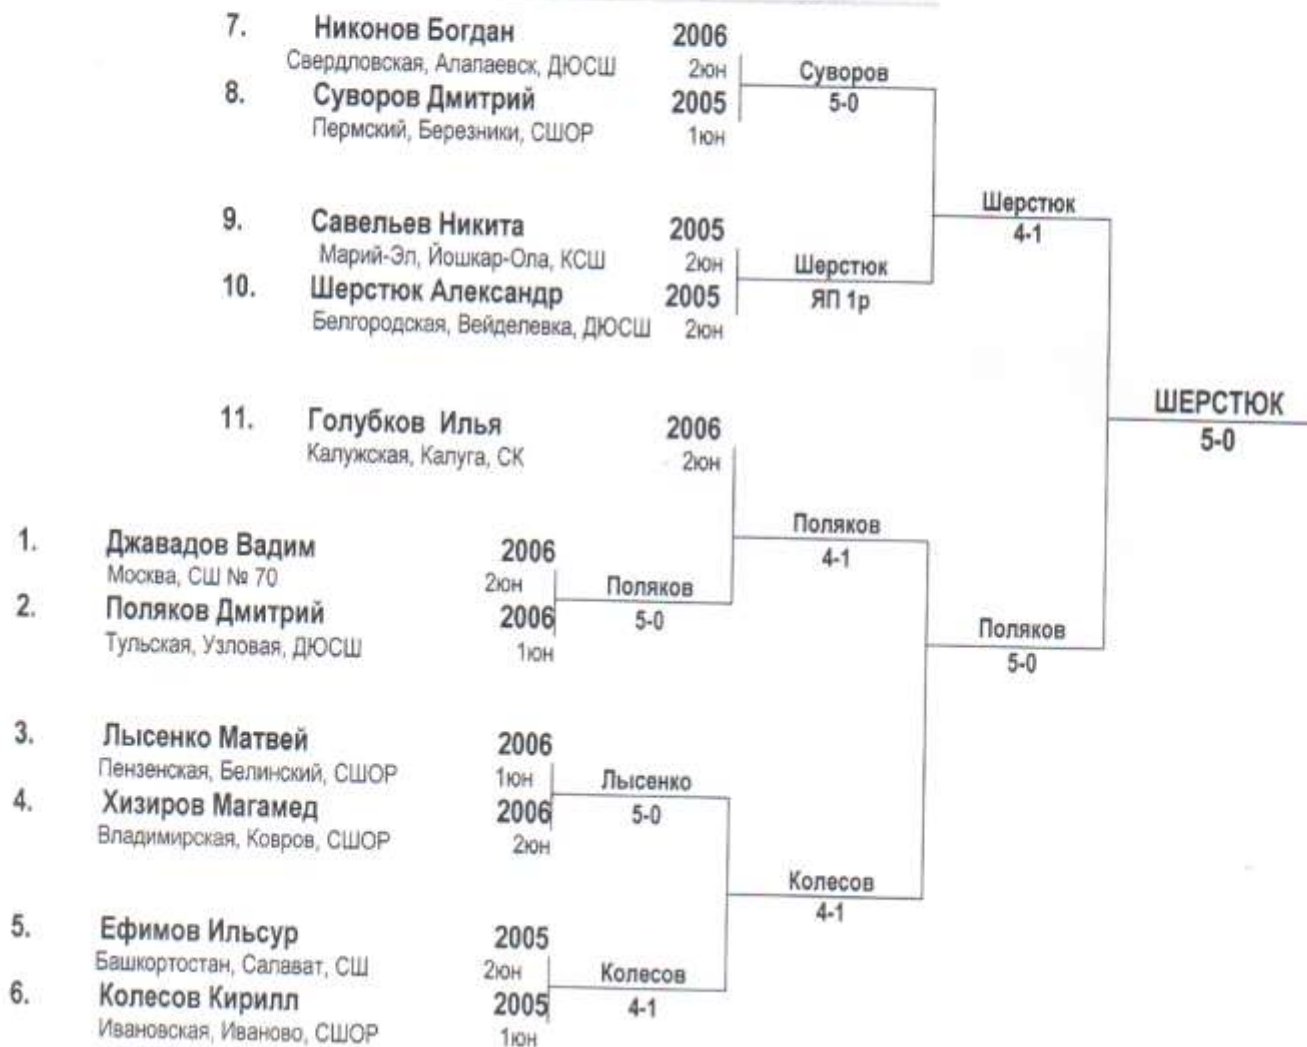 7. Никонов Богдан 2006
Свердловская, Алапаевск, ДЮСШ 2юн
Суворов
5-0
8. Суворов Дмитрий 2005
Пермский, Березники, СШОР 1юн
Шерстюк
4-1
9. Савельев Никита 2005
Марий-Эл, Йошкар-Ола, КСШ 2юн
Шерстюк
ЯП 1р
10. Шерстюк Александр 2005
Белгородская, Вейделевка, ДЮСШ 2юн
ШЕРСТЮК
5-0
11. Голубков Илья 2006
Калужская, Калуга, СК 2юн
Поляков
4-1
1. Джавадов Вадим 2006
Москва, СШ № 70 2юн
Поляков
5-0
2. Поляков Дмитрий 2006
Тульская, Узловая, ДЮСШ 1юн
Поляков
5-0
3. Лысенко Матвей 2006
Пензенская, Белинский, СШОР 1юн
Лысенко
5-0
4. Хизиров Магамед 2006
Владимирская, Ковров, СШОР 2юн
Колесов
4-1
5. Ефимов Ильсур 2005
Башкортостан, Салават, СШ 2юн
Колесов
4-1
6. Колесов Кирилл 2005
Ивановская, Иваново, СШОР 1юн